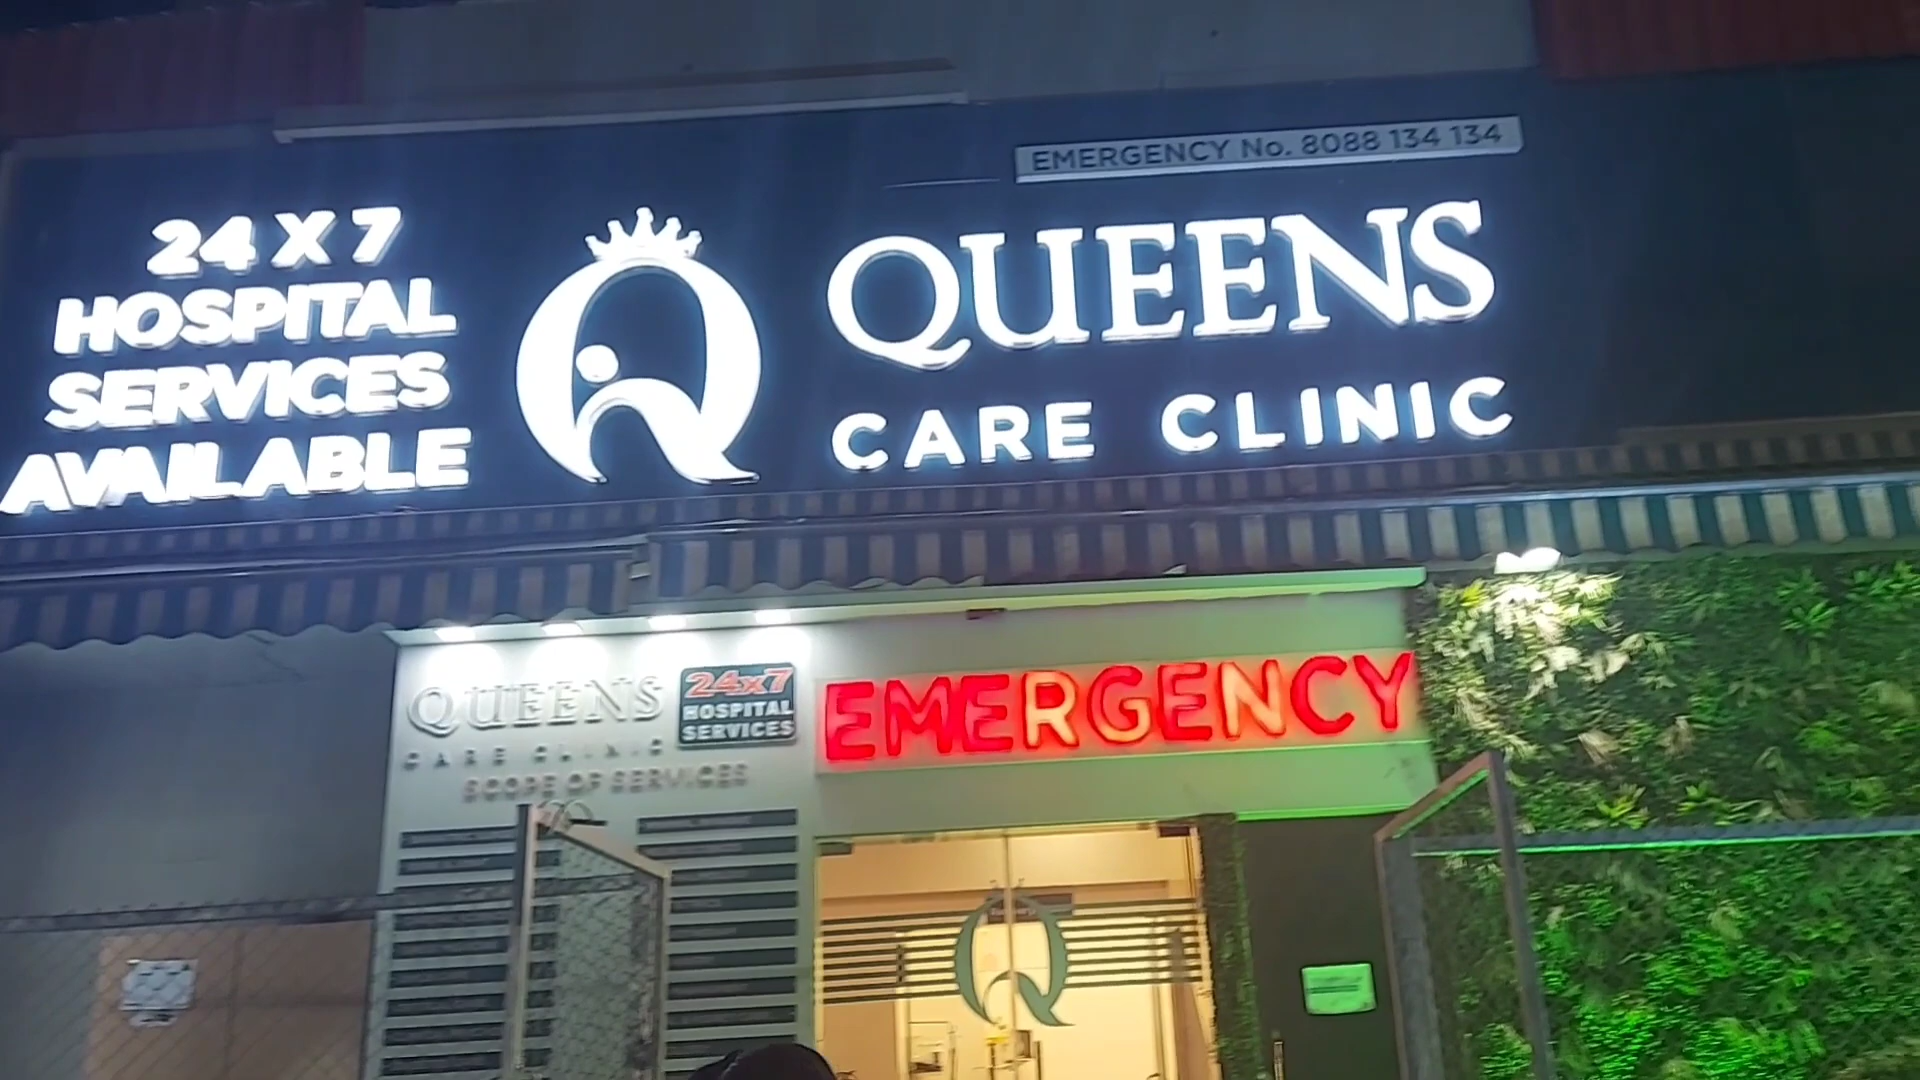 EMERGENCY No. 8088 134 134
24 X 7
HOSPITAL
SERVICES
AVAILABLE
QUEENS
CARE CLINIC
QUEENS
CARE CLINIC
SCOPE OF SERVICES
24x7
HOSPITAL
SERVICES
EMERGENCY